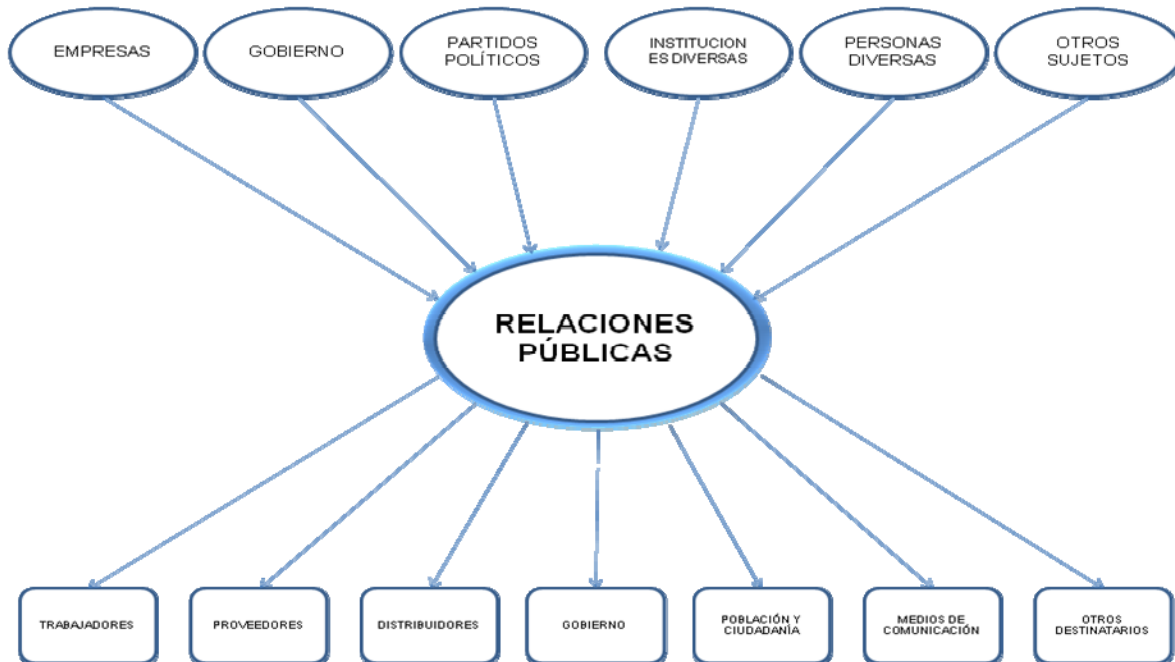 EMPRESAS
GOBIERNO
PARTIDOS
POLÍTICOS
INSTITUCION
ES DIVERSAS
PERSONAS
DIVERSAS
OTROS
SUJETOS
RELACIONES
PÚBLICAS
TRABAJADORES
PROVEEDORES
DISTRIBUIDORES
GOBIERNO
POBLACIÓN Y
CIUDADANÍA
MEDIOS DE
COMUNICACIÓN
OTROS
DESTINATARIOS